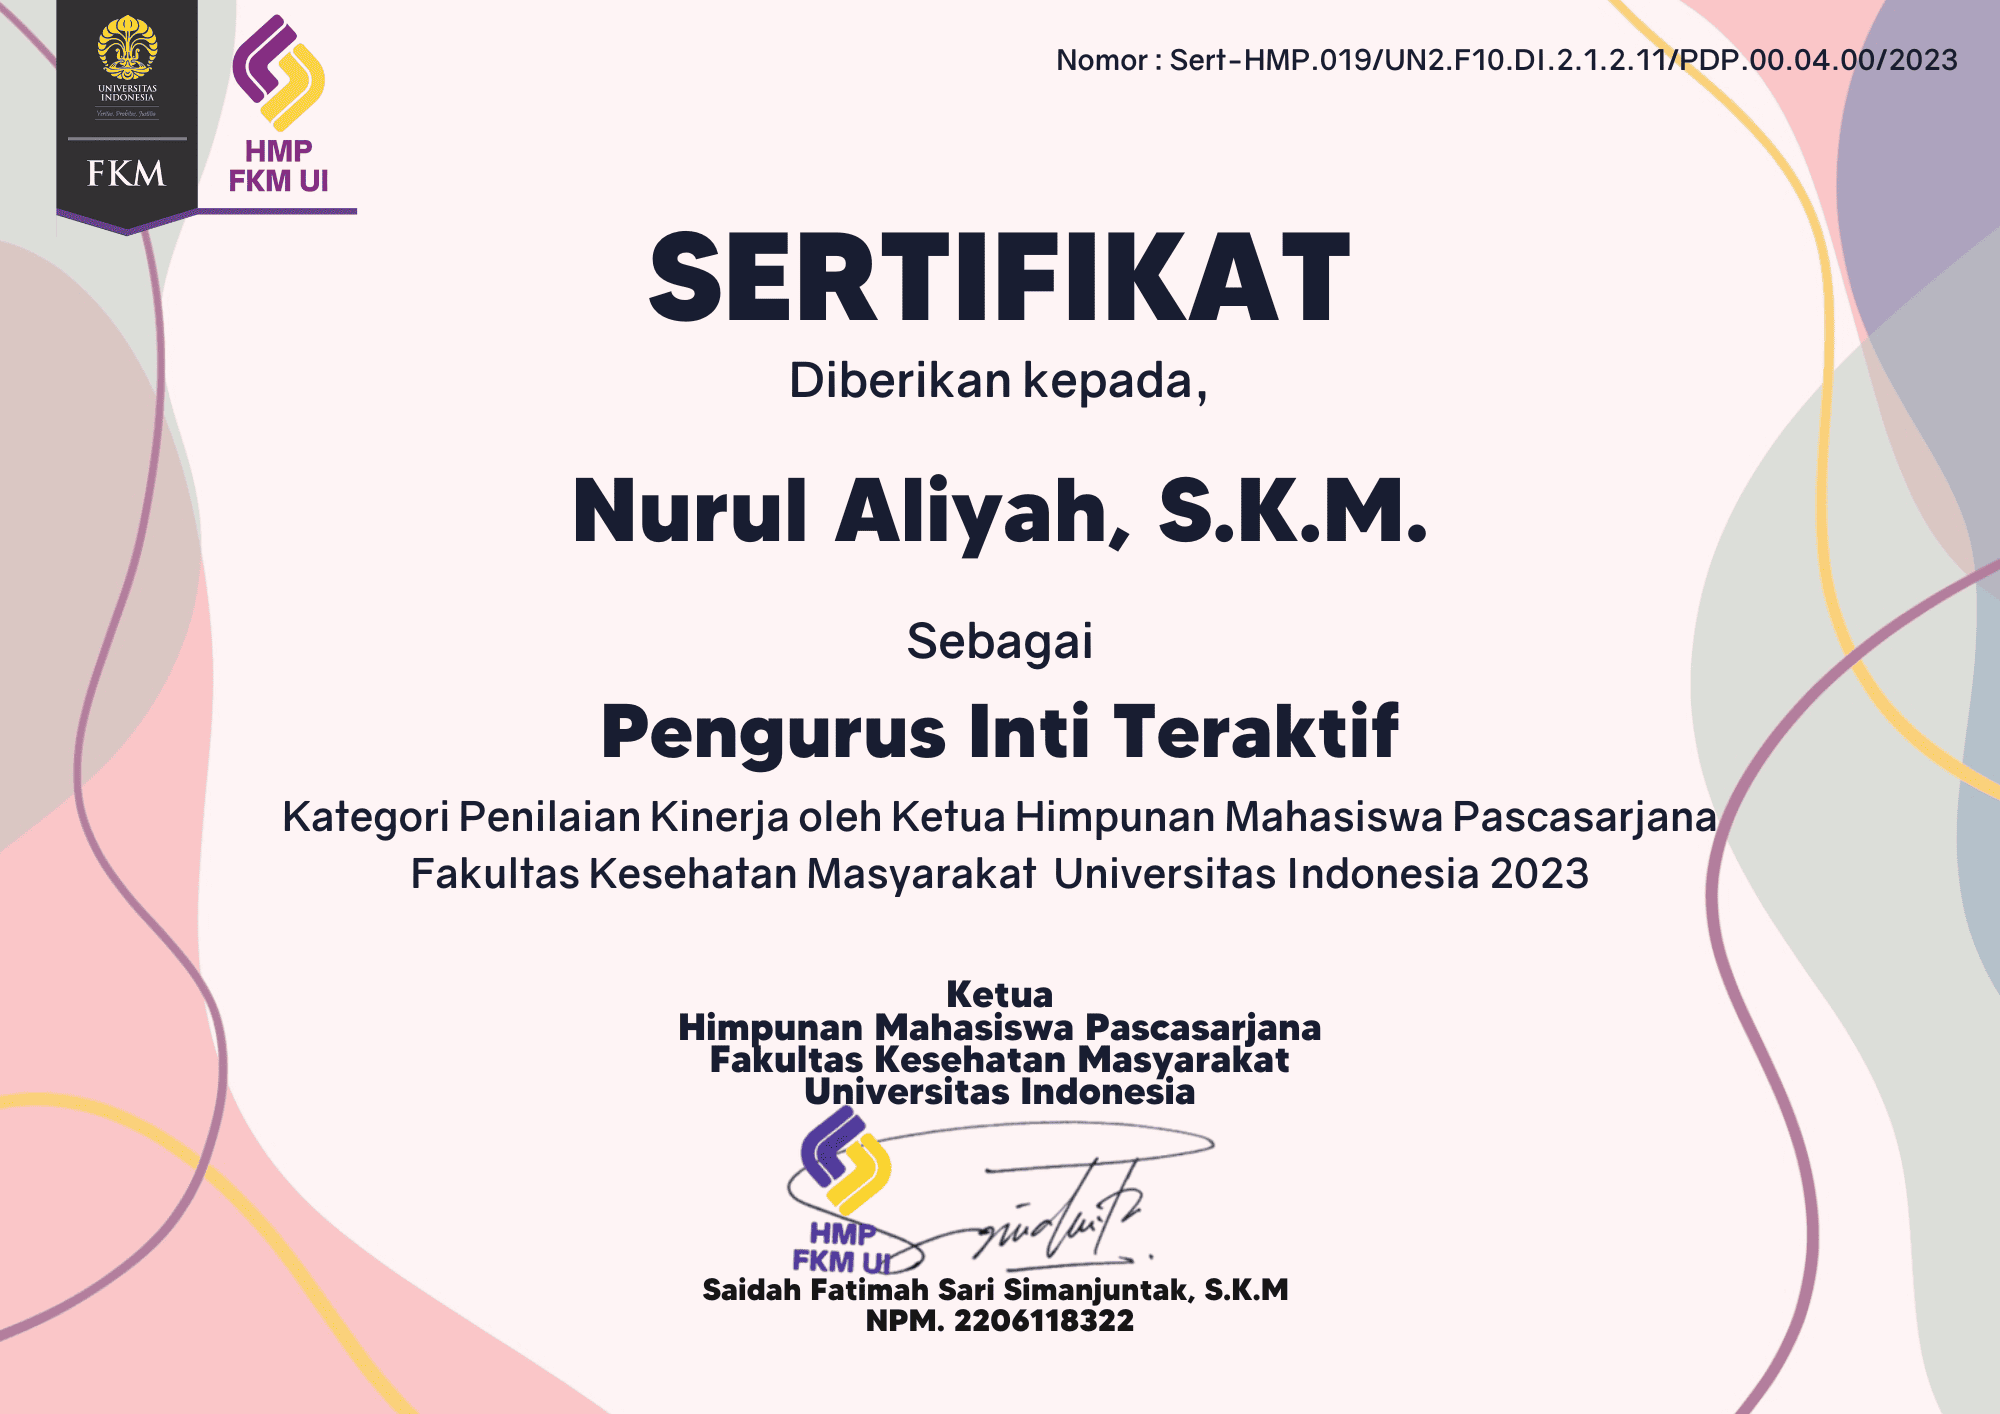 UNIVERSITAS
INDONESIA
Veritas, Probitas, Justitia
FKM
HMP
FKM UI
Nomor : Sert-HMP.019/UN2.F10.DI.2.1.2.11/PDP.00.04.00/2023
SERTIFIKAT
Diberikan kepada,
Nurul Aliyah, S.K.M.
Sebagai
Pengurus Inti Teraktif
Kategori Penilaian Kinerja oleh Ketua Himpunan Mahasiswa Pascasarjana
Fakultas Kesehatan Masyarakat Universitas Indonesia 2023
Ketua
Himpunan Mahasiswa Pascasarjana
Fakultas Kesehatan Masyarakat
Universitas Indonesia
HMP
FKM UI
Saidah Fatimah Sari Simanjuntak, S.K.M
NPM. 2206118322